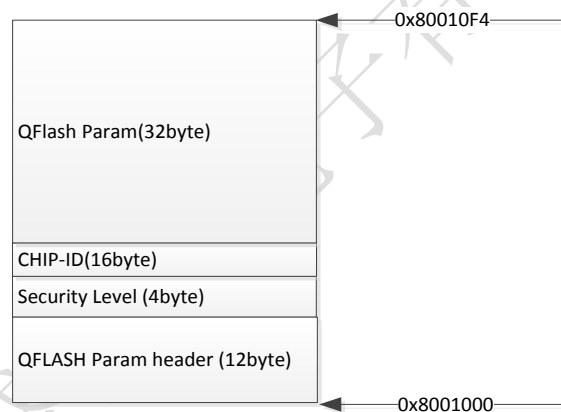 0x80010F4
QFlash Param(32byte)
CHIP-ID(16byte)
Security Level (4byte)
QFLASH Param header (12byte)
0x8001000